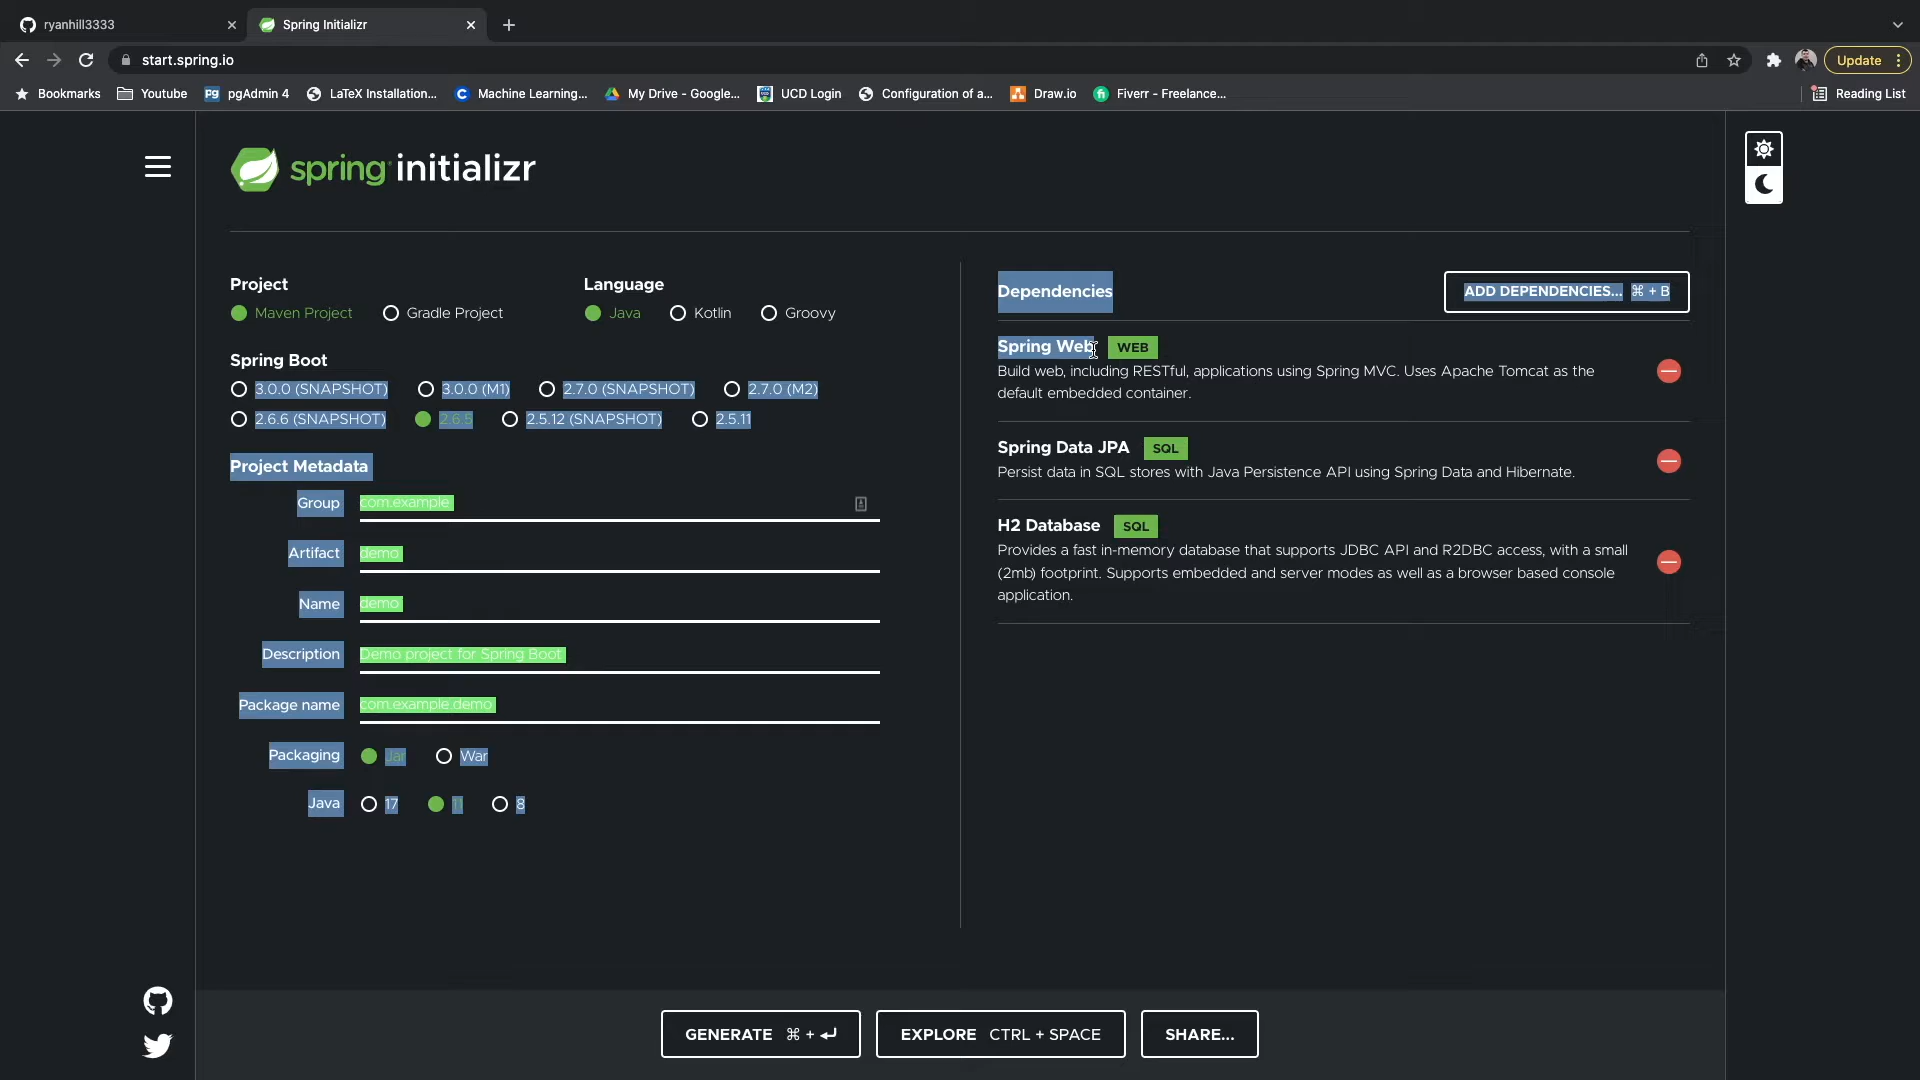 ryanhill3333
Spring Initializr
start.spring.io
Update
Bookmarks Youtube pgAdmin 4 LaTeX Installation... Machine Learning... My Drive - Google... UCD Login Configuration of a... Draw.io Fiverr - Freelance... Reading List
spring initializr
Project
Maven Project Gradle Project
Language
Java Kotlin Groovy
Spring Boot
3.0.0 (SNAPSHOT) 3.0.0 (M1) 2.7.0 (SNAPSHOT) 2.7.0 (M2)
2.6.6 (SNAPSHOT) 2.6.5 2.5.12 (SNAPSHOT) 2.5.11
Project Metadata
Group com.example
Artifact demo
Name demo
Description Demo project for Spring Boot
Package name com.example.demo
Packaging Jar War
Java 17 11 8
Dependencies
ADD DEPENDENCIES... ⌘ + B
Spring Web WEB
Build web, including RESTful, applications using Spring MVC. Uses Apache Tomcat as the
default embedded container.
Spring Data JPA SQL
Persist data in SQL stores with Java Persistence API using Spring Data and Hibernate.
H2 Database SQL
Provides a fast in-memory database that supports JDBC API and R2DBC access, with a small
(2mb) footprint. Supports embedded and server modes as well as a browser based console
application.
GENERATE ⌘ + ↵
EXPLORE CTRL + SPACE
SHARE...